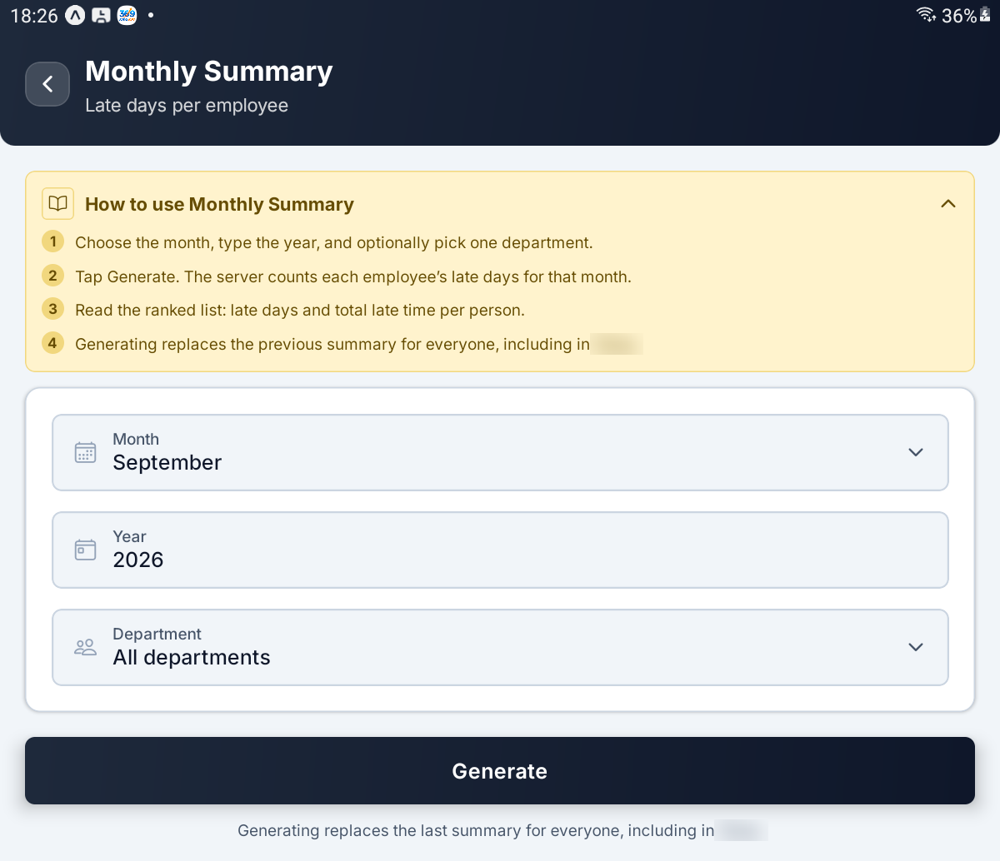 18:26
36%
Monthly Summary
Late days per employee
How to use Monthly Summary
1 Choose the month, type the year, and optionally pick one department.
2 Tap Generate. The server counts each employee’s late days for that month.
3 Read the ranked list: late days and total late time per person.
4 Generating replaces the previous summary for everyone, including in
Month
September
Year
2026
Department
All departments
Generate
Generating replaces the last summary for everyone, including in